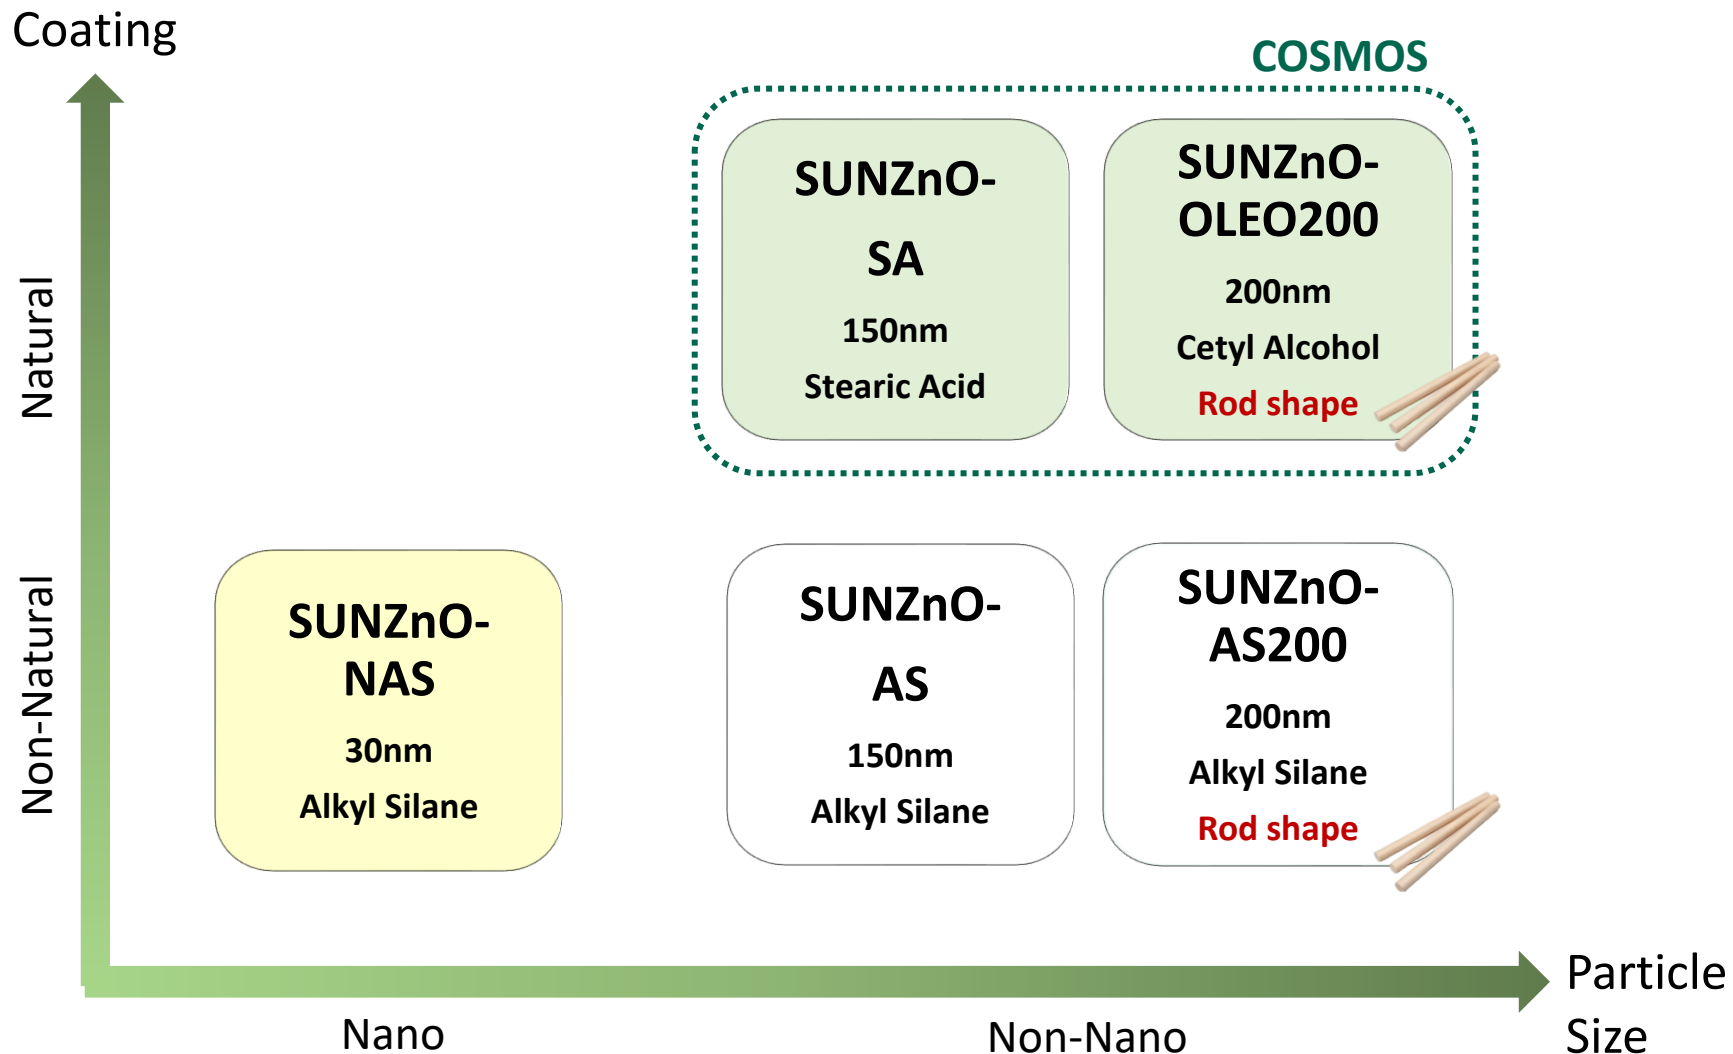 Coating
COSMOS
Natural
SUNZnO-
SA
150nm
Stearic Acid
SUNZnO-
OLEO200
200nm
Cetyl Alcohol
Rod shape
Non-Natural
SUNZnO-
NAS
30nm
Alkyl Silane
SUNZnO-
AS
150nm
Alkyl Silane
SUNZnO-
AS200
200nm
Alkyl Silane
Rod shape
Nano
Non-Nano
Particle
Size